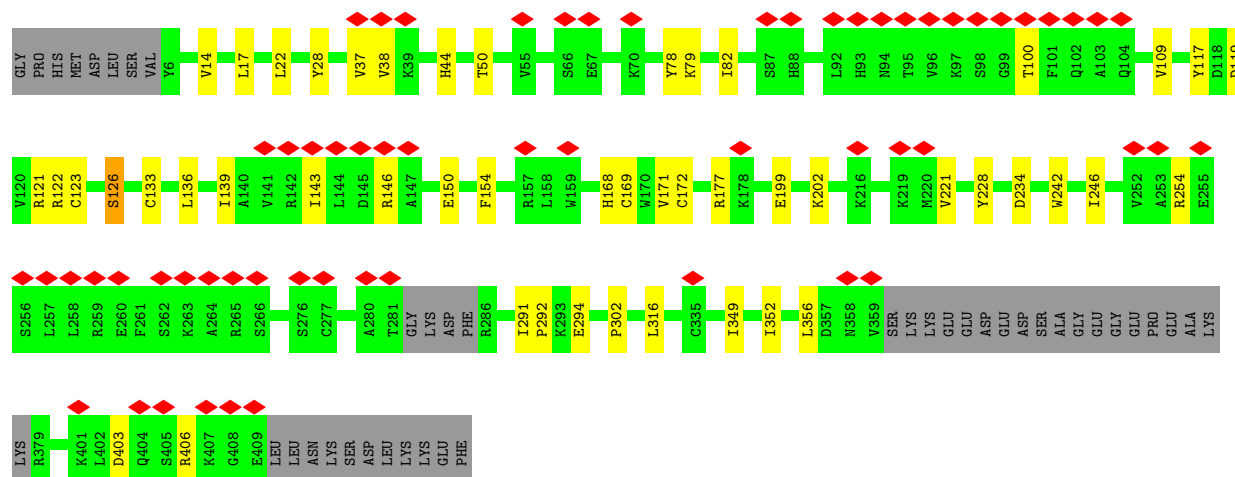 GLY PRO HIS MET ASP LEU SER VAL Y6 V14 L17 L22 Y28 V37 V38 K39 H44 T50 V55 S66 E67 K70 Y78 K79 I82 S87 H88 L92 H93 N94 T95 V96 K97 S98 G99 T100 F101 Q102 A103 Q104 V109 Y117 D118 D119
V120 R121 R122 C123 S126 C133 L136 I139 A140 V141 R142 I143 L144 D145 R146 A147 E150 F154 R157 L158 W159 H168 C169 W170 V171 C172 R177 K178 E199 K202 K216 K219 M220 V221 Y228 D234 W242 I246 V252 A253 R254 E255
S256 L257 L258 R259 E260 F261 S262 K263 A264 R265 S266 S276 C277 A280 T281 GLY LYS ASP PHE R286 I291 P292 K293 E294 P302 L316 C335 I349 I352 L356 D357 N358 V359 SER LYS LYS GLU GLU ASP GLU ASP SER ALA GLY GLU GLY GLU PRO GLU ALA LYS
LYS R379 K401 L402 D403 Q404 S405 R406 K407 G408 E409 LEU LEU ASN LYS SER ASP LEU LYS LYS GLU PHE